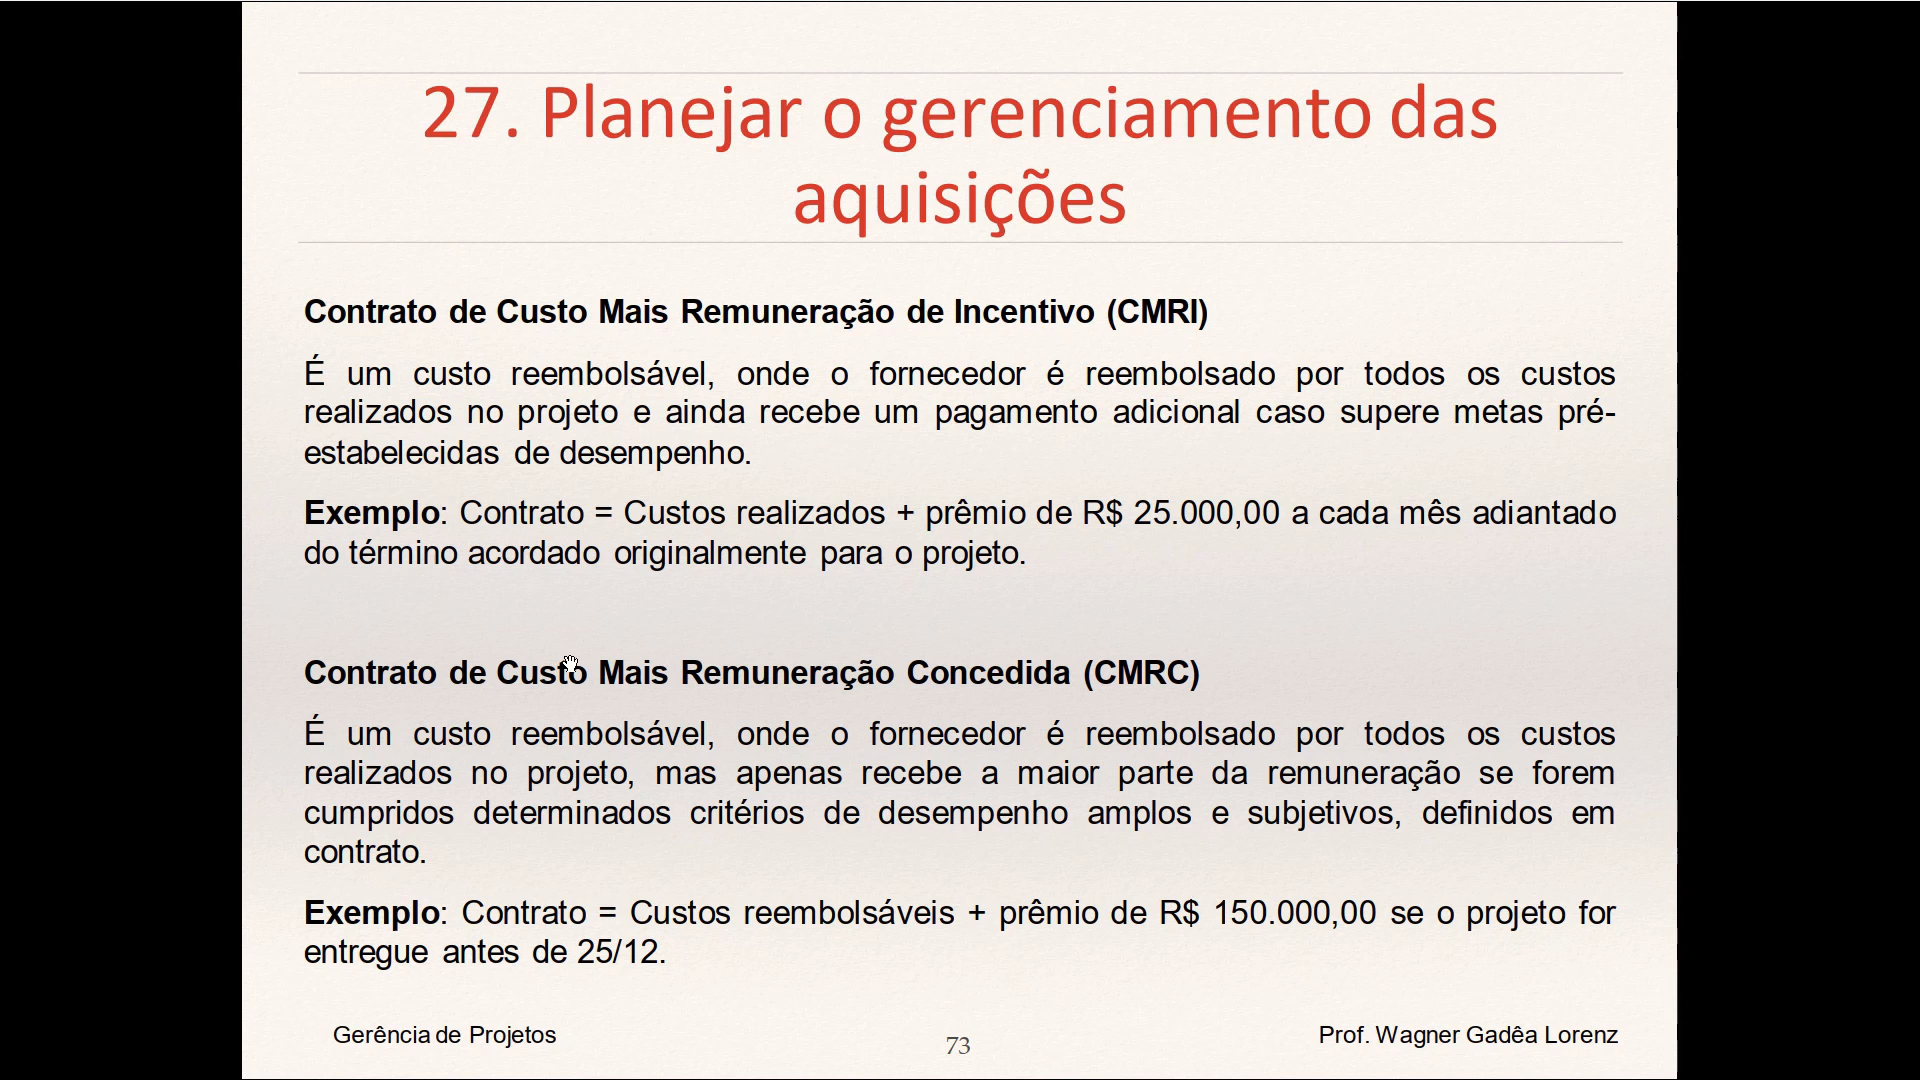 27. Planejar o gerenciamento das
aquisições
Contrato de Custo Mais Remuneração de Incentivo (CMRI)
É um custo reembolsável, onde o fornecedor é reembolsado por todos os custos
realizados no projeto e ainda recebe um pagamento adicional caso supere metas pré-
estabelecidas de desempenho.
Exemplo: Contrato = Custos realizados + prêmio de R$ 25.000,00 a cada mês adiantado
do término acordado originalmente para o projeto.
Contrato de Custo Mais Remuneração Concedida (CMRC)
É um custo reembolsável, onde o fornecedor é reembolsado por todos os custos
realizados no projeto, mas apenas recebe a maior parte da remuneração se forem
cumpridos determinados critérios de desempenho amplos e subjetivos, definidos em
contrato.
Exemplo: Contrato = Custos reembolsáveis + prêmio de R$ 150.000,00 se o projeto for
entregue antes de 25/12.
Gerência de Projetos
73
Prof. Wagner Gadêa Lorenz